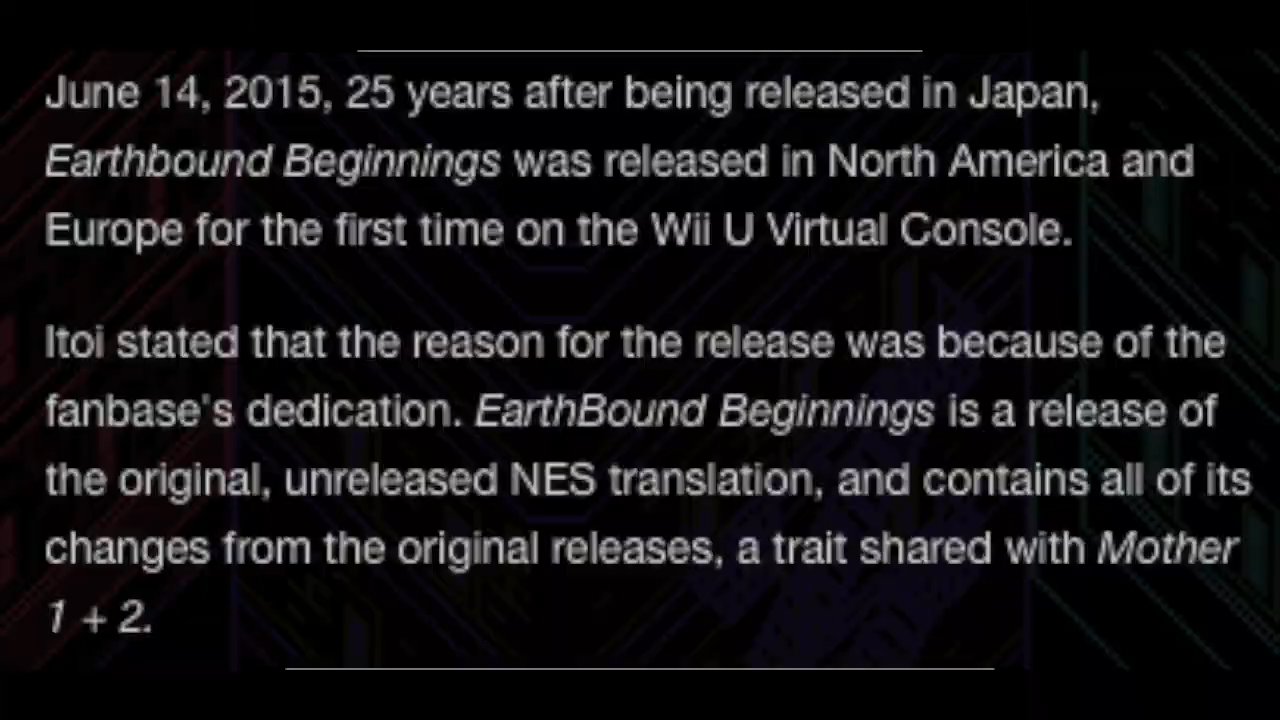 June 14, 2015, 25 years after being released in Japan,
Earthbound Beginnings was released in North America and
Europe for the first time on the Wii U Virtual Console.
Itoi stated that the reason for the release was because of the
fanbase's dedication. EarthBound Beginnings is a release of
the original, unreleased NES translation, and contains all of its
changes from the original releases, a trait shared with Mother
1 + 2.